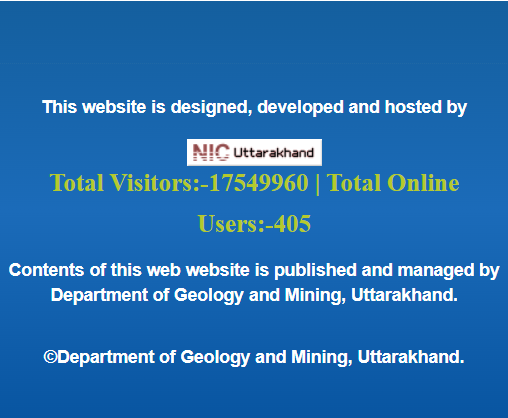 This website is designed, developed and hosted by
NIC Uttarakhand
Total Visitors:-17549960 | Total Online
Users:-405
Contents of this web website is published and managed by
Department of Geology and Mining, Uttarakhand.
©Department of Geology and Mining, Uttarakhand.